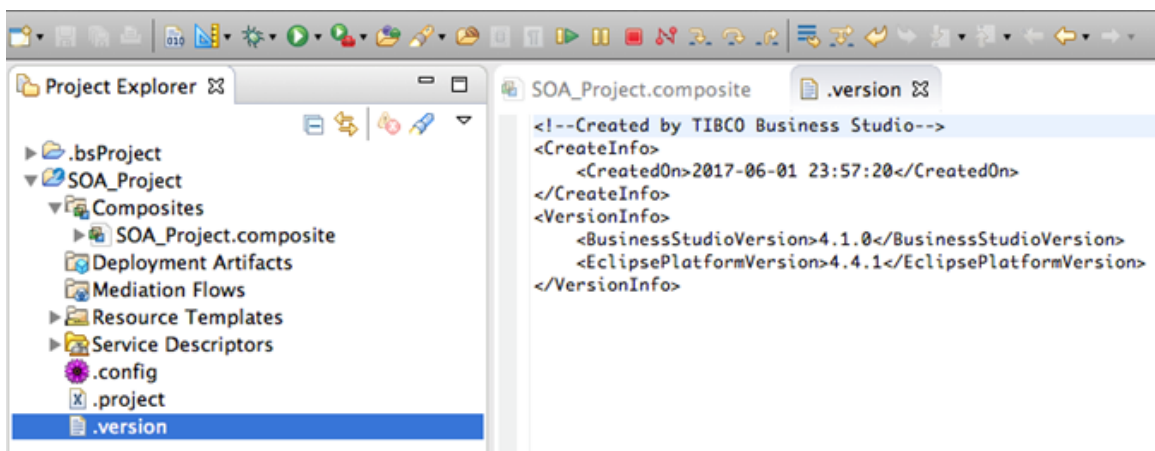 Project Explorer
SOA_Project.composite
.version
.bsProject
SOA_Project
Composites
SOA_Project.composite
Deployment Artifacts
Mediation Flows
Resource Templates
Service Descriptors
.config
.project
.version
<!--Created by TIBCO Business Studio-->
<CreateInfo>
<CreatedOn>2017-06-01 23:57:20</CreatedOn>
</CreateInfo>
<VersionInfo>
<BusinessStudioVersion>4.1.0</BusinessStudioVersion>
<EclipsePlatformVersion>4.4.1</EclipsePlatformVersion>
</VersionInfo>